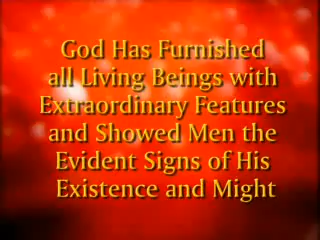 God Has Furnished
all Living Beings with
Extraordinary Features
and Showed Men the
Evident Signs of His
Existence and Might